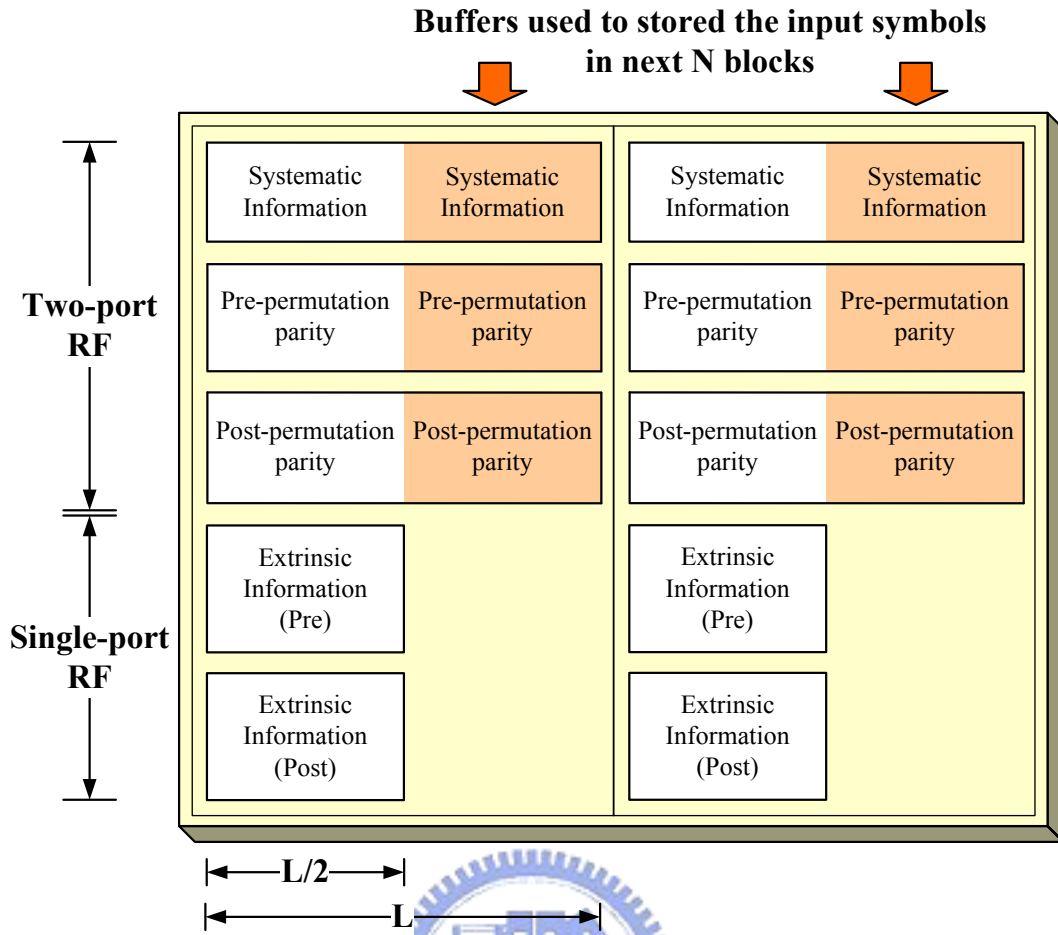 Buffers used to stored the input symbols
in next N blocks
Two-port
RF
Single-port
RF
Systematic
Information
Systematic
Information
Systematic
Information
Systematic
Information
Pre-permutation
parity
Pre-permutation
parity
Pre-permutation
parity
Pre-permutation
parity
Post-permutation
parity
Post-permutation
parity
Post-permutation
parity
Post-permutation
parity
Extrinsic
Information
(Pre)
Extrinsic
Information
(Pre)
Extrinsic
Information
(Post)
Extrinsic
Information
(Post)
L/2
L